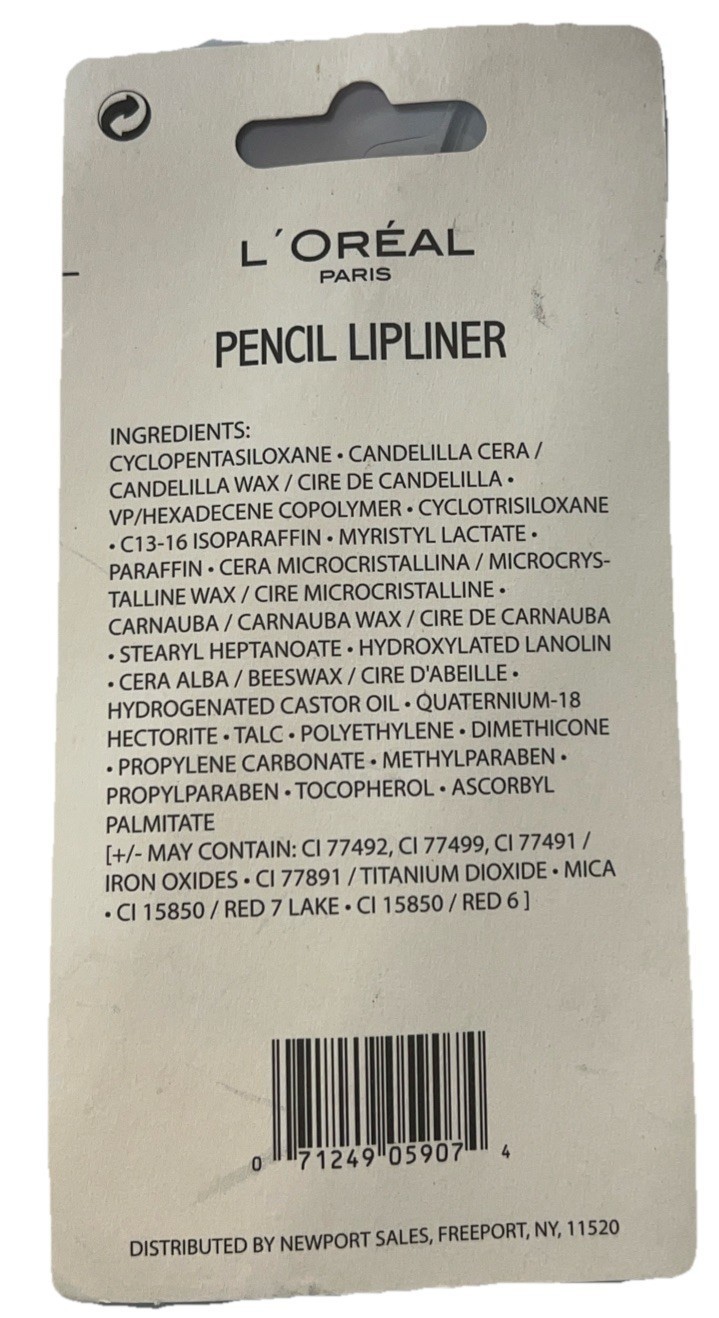 L´ORÉAL
PARIS
PENCIL LIPLINER
INGREDIENTS:
CYCLOPENTASILOXANE • CANDELILLA CERA /
CANDELILLA WAX / CIRE DE CANDELILLA •
VP/HEXADECENE COPOLYMER • CYCLOTRISILOXANE
• C13-16 ISOPARAFFIN • MYRISTYL LACTATE •
PARAFFIN • CERA MICROCRISTALLINA / MICROCRYS-
TALLINE WAX / CIRE MICROCRISTALLINE •
CARNAUBA / CARNAUBA WAX / CIRE DE CARNAUBA
• STEARYL HEPTANOATE • HYDROXYLATED LANOLIN
• CERA ALBA / BEESWAX / CIRE D'ABEILLE •
HYDROGENATED CASTOR OIL • QUATERNIUM-18
HECTORITE • TALC • POLYETHYLENE • DIMETHICONE
• PROPYLENE CARBONATE • METHYLPARABEN •
PROPYLPARABEN • TOCOPHEROL • ASCORBYL
PALMITATE
[+/- MAY CONTAIN: CI 77492, CI 77499, CI 77491 /
IRON OXIDES • CI 77891 / TITANIUM DIOXIDE • MICA
• CI 15850 / RED 7 LAKE • CI 15850 / RED 6 ]
0 71249 05907 4
DISTRIBUTED BY NEWPORT SALES, FREEPORT, NY, 11520